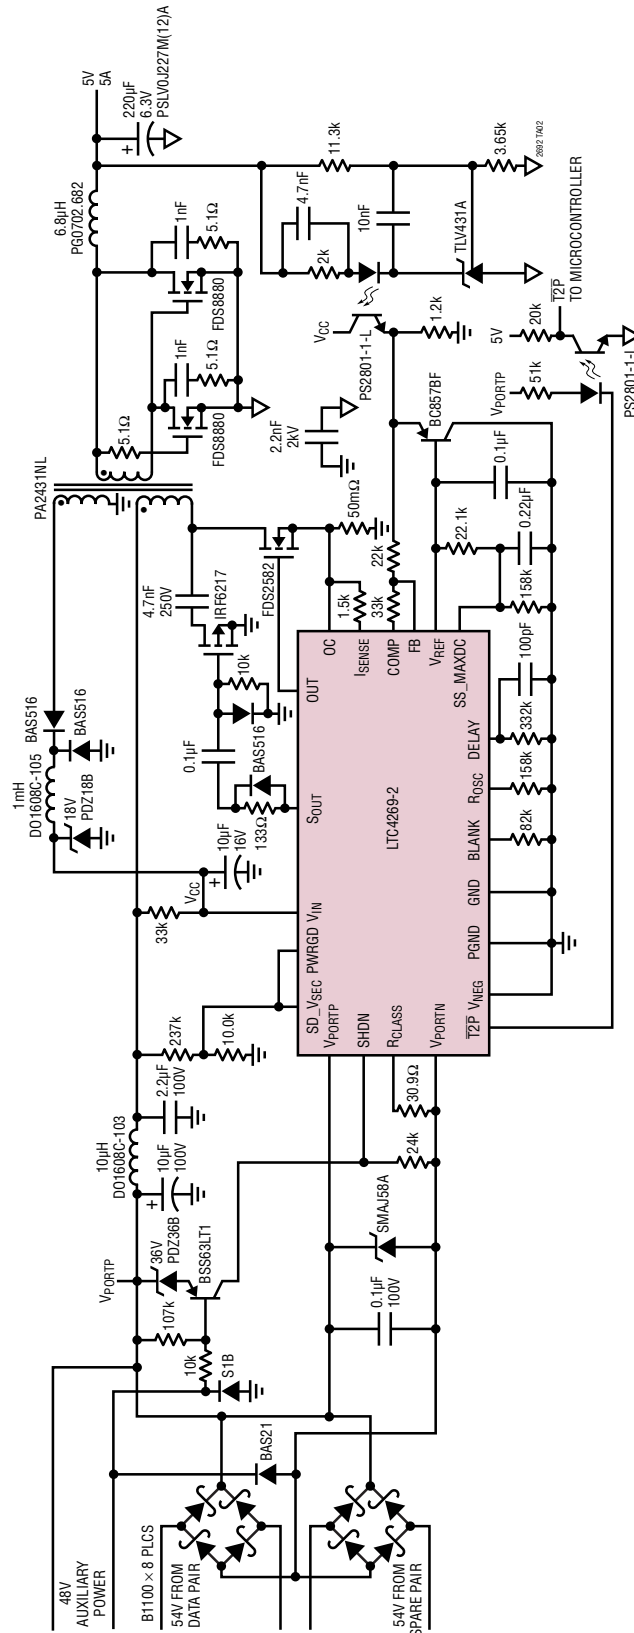 48V
AUXILIARY
POWER
B1100 × 8 PLCS
54V FROM
DATA PAIR
54V FROM
SPARE PAIR
BAS21
S1B
10k
107k
VPORTP
36V
PDZ36B
BSS63LT1
10µH
DO1608C-103
+
10µF
100V
2.2µF
100V
237k
10.0k
0.1µF
100V
SMAJ58A
24k
30.9Ω
33k
VCC
+
10µF
16V
18V
PDZ18B
1mH
DO1608C-105
BAS516
BAS516
133Ω
BAS516
0.1µF
10k
IRF6217
4.7nF
250V
FDS2582
50mΩ
PA2431NL
5.1Ω
FDS8880
1nF
5.1Ω
FDS8880
1nF
5.1Ω
6.8µH
PG0702.682
5V
5A
+
220µF
6.3V
PSLV0J227M(12)A
SD_VSEC
PWRGD
VIN
SOUT
OUT
VPORTP
SHDN
RCLASS
VPORTN
LTC4269-2
OC
ISENSE
COMP
FB
VREF
SS_MAXDC
T2P
VNEG
PGND
GND
BLANK
ROSC
DELAY
82k
158k
332k
100pF
158k
0.22µF
22.1k
0.1µF
1.5k
33k
22k
BC857BF
2.2nF
2kV
VCC
PS2801-1-L
1.2k
2k
4.7nF
10nF
11.3k
TLV431A
3.65k
2692 TA02
VPORTP
51k
5V
20k
T2P
TO MICROCONTROLLER
PS2801-1-L